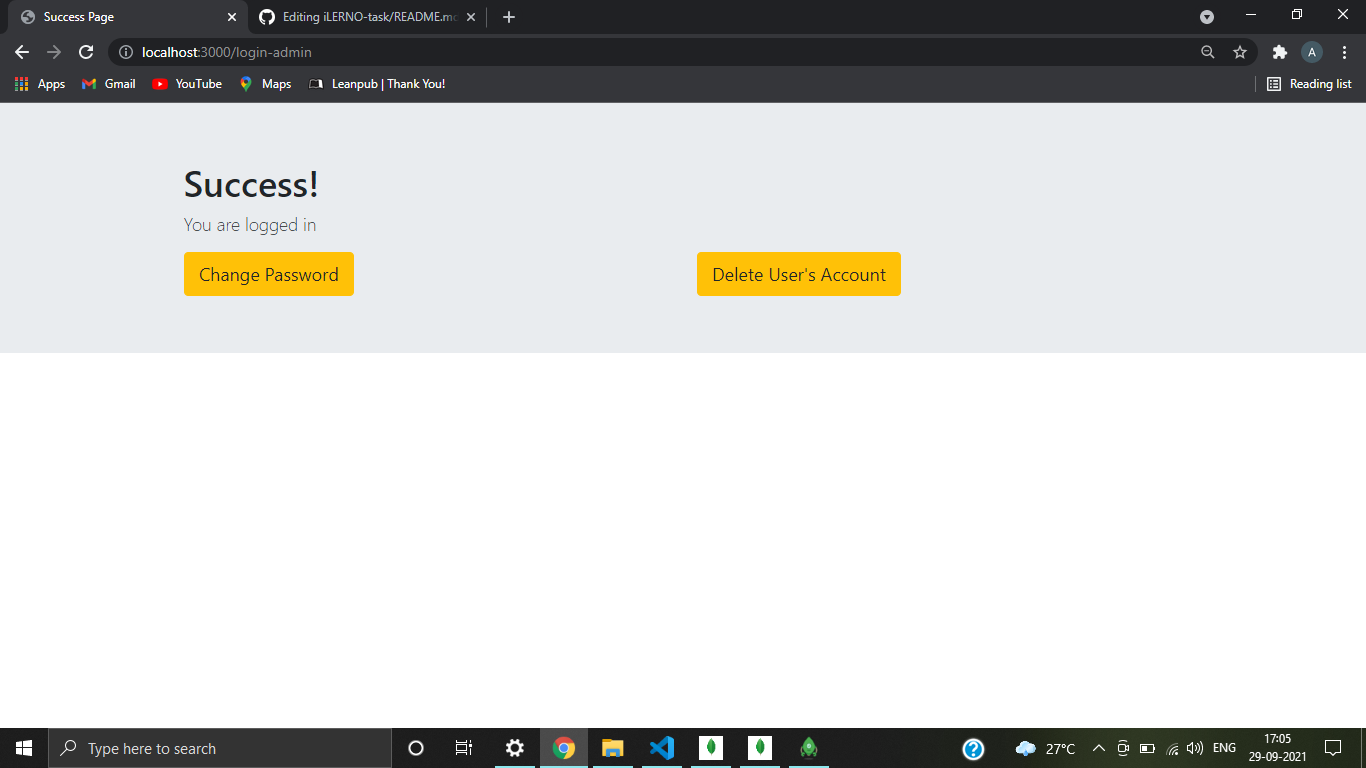 Success Page
Editing iLERNO-task/README.md
localhost:3000/login-admin
A
Apps Gmail YouTube Maps Leanpub | Thank You! Reading list
Success!
You are logged in
Change Password Delete User's Account
Type here to search
27°C ENG 17:05
29-09-2021